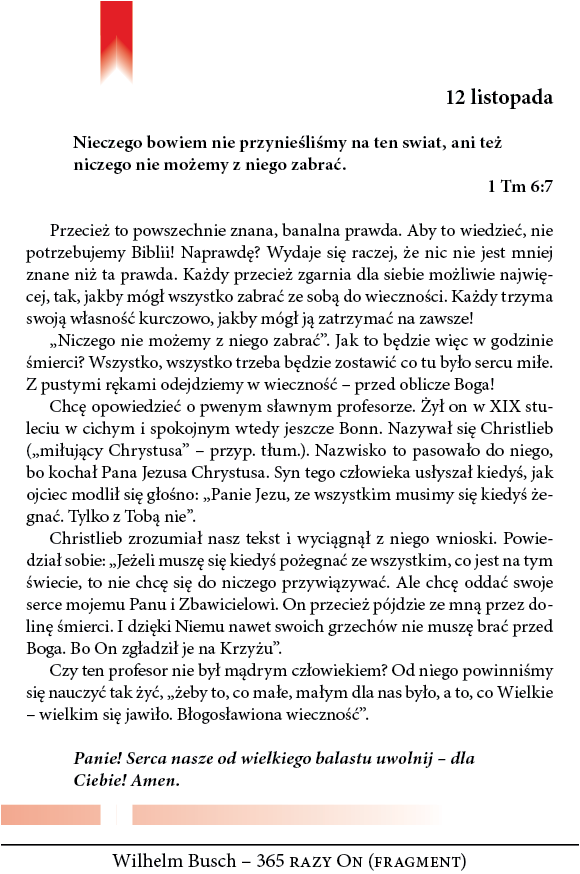 12 listopada
Nieczego bowiem nie przynieśliśmy na ten swiat, ani też
niczego nie możemy z niego zabrać.
1 Tm 6:7
Przecież to powszechnie znana, banalna prawda. Aby to wiedzieć, nie
potrzebujemy Biblii! Naprawdę? Wydaje się raczej, że nic nie jest mniej
znane niż ta prawda. Każdy przecież zgarnia dla siebie możliwie najwię-
cej, tak, jakby mógł wszystko zabrać ze sobą do wieczności. Każdy trzyma
swoją własność kurczowo, jakby mógł ją zatrzymać na zawsze!
„Niczego nie możemy z niego zabrać”. Jak to będzie więc w godzinie
śmierci? Wszystko, wszystko trzeba będzie zostawić co tu było sercu miłe.
Z pustymi rękami odejdziemy w wieczność – przed oblicze Boga!
Chcę opowiedzieć o pwenym sławnym profesorze. Żył on w XIX stu-
leciu w cichym i spokojnym wtedy jeszcze Bonn. Nazywał się Christlieb
(„miłujący Chrystusa” – przyp. tłum.). Nazwisko to pasowało do niego,
bo kochał Pana Jezusa Chrystusa. Syn tego człowieka usłyszał kiedyś, jak
ojciec modlił się głośno: „Panie Jezu, ze wszystkim musimy się kiedyś że-
gnać. Tylko z Tobą nie”.
Christlieb zrozumiał nasz tekst i wyciągnął z niego wnioski. Powie-
dział sobie: „Jeżeli muszę się kiedyś pożegnać ze wszystkim, co jest na tym
świecie, to nie chcę się do niczego przywiązywać. Ale chcę oddać swoje
serce mojemu Panu i Zbawicielowi. On przecież pójdzie ze mną przez do-
linę śmierci. I dzięki Niemu nawet swoich grzechów nie muszę brać przed
Boga. Bo On zgładził je na Krzyżu”.
Czy ten profesor nie był mądrym człowiekiem? Od niego powinniśmy
się nauczyć tak żyć, „żeby to, co małe, małym dla nas było, a to, co Wielkie
– wielkim się jawiło. Błogosławiona wieczność”.
Panie! Serca nasze od wiełkiego balastu uwolnij – dla
Ciebie! Amen.
Wilhelm Busch – 365 RAZY ON (FRAGMENT)